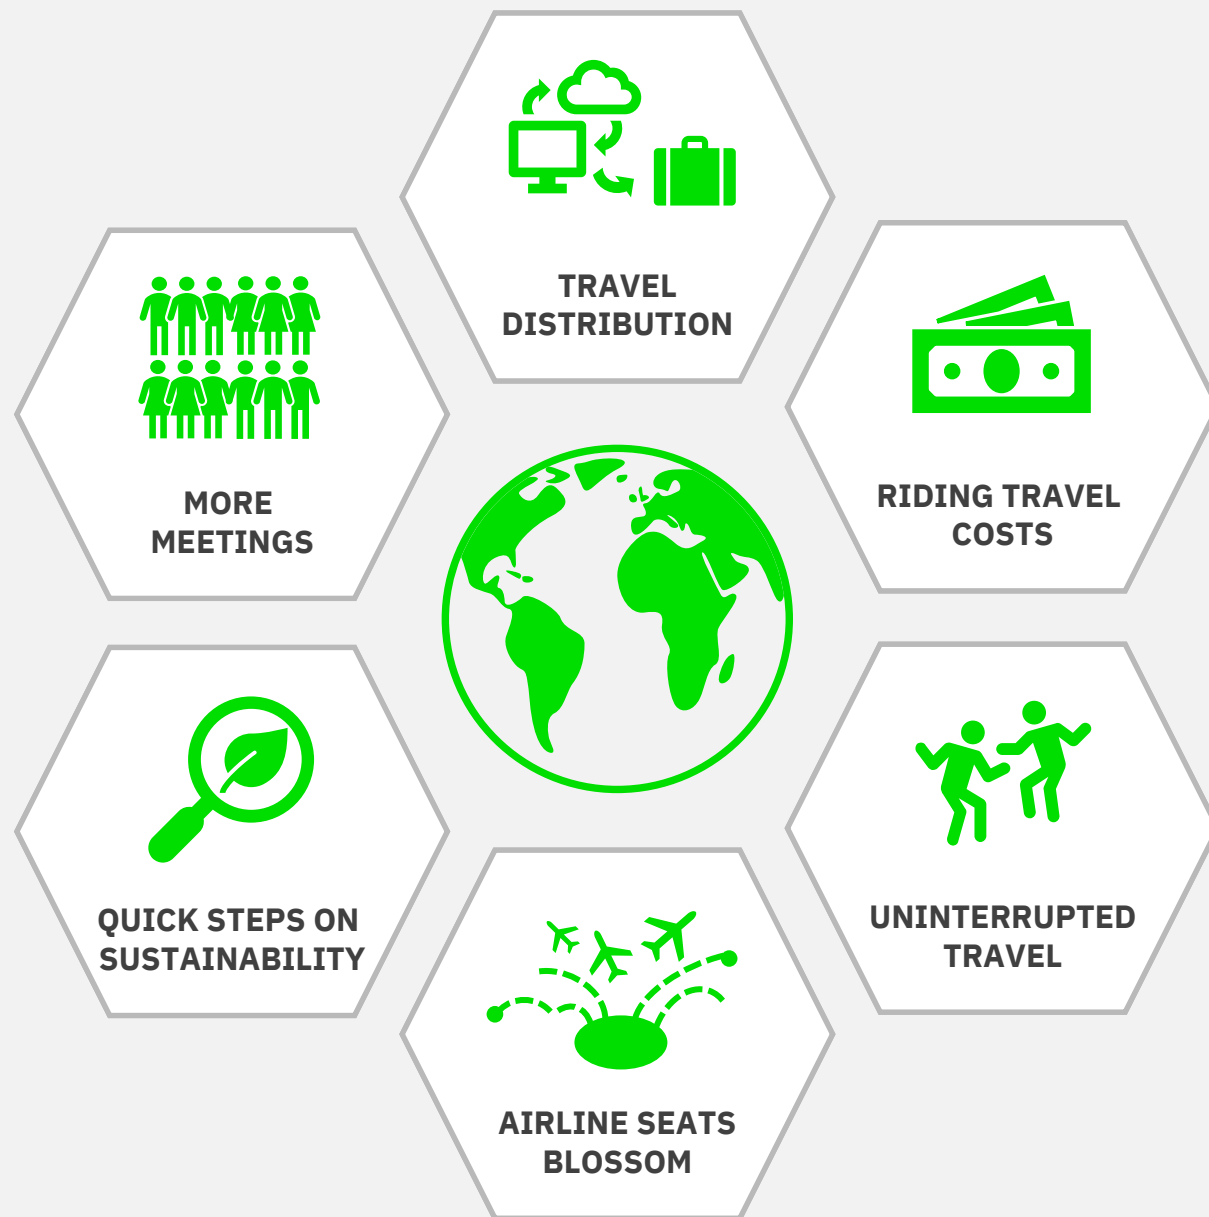 TRAVEL
DISTRIBUTION
MORE
MEETINGS
RIDING TRAVEL
COSTS
QUICK STEPS ON
SUSTAINABILITY
UNINTERRUPTED
TRAVEL
AIRLINE SEATS
BLOSSOM